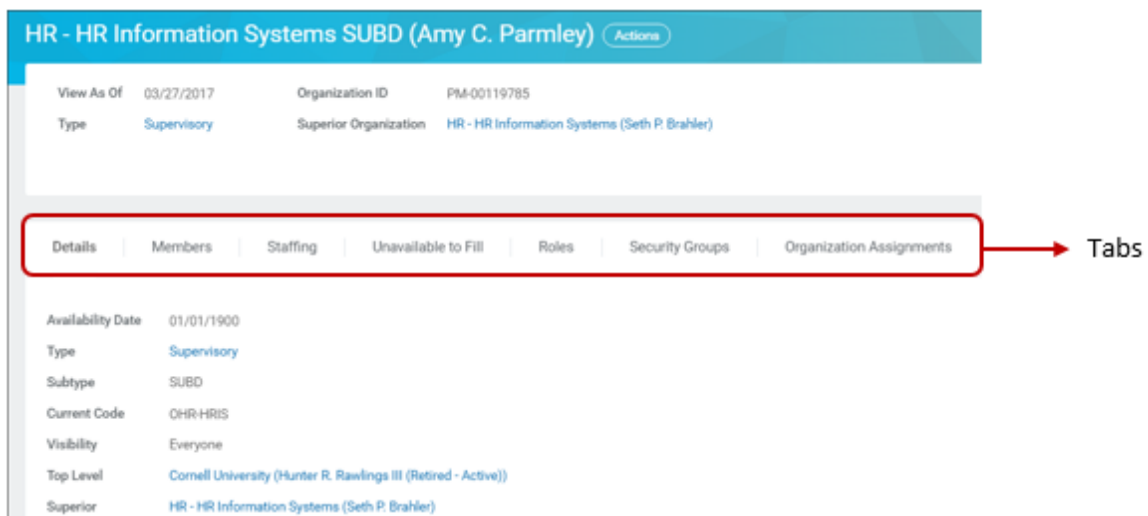 HR - HR Information Systems SUBD (Amy C. Parmley) Actions
View As Of 03/27/2017 Organization ID PM-00119785
Type Supervisory Superior Organization HR - HR Information Systems (Seth P. Brahler)
Details Members Staffing Unavailable to Fill Roles Security Groups Organization Assignments Tabs
Availability Date 01/01/1900
Type Supervisory
Subtype SUBD
Current Code OHR-HRIS
Visibility Everyone
Top Level Cornell University (Hunter R. Rawlings III (Retired - Active))
Superior HR - HR Information Systems (Seth P. Brahler)